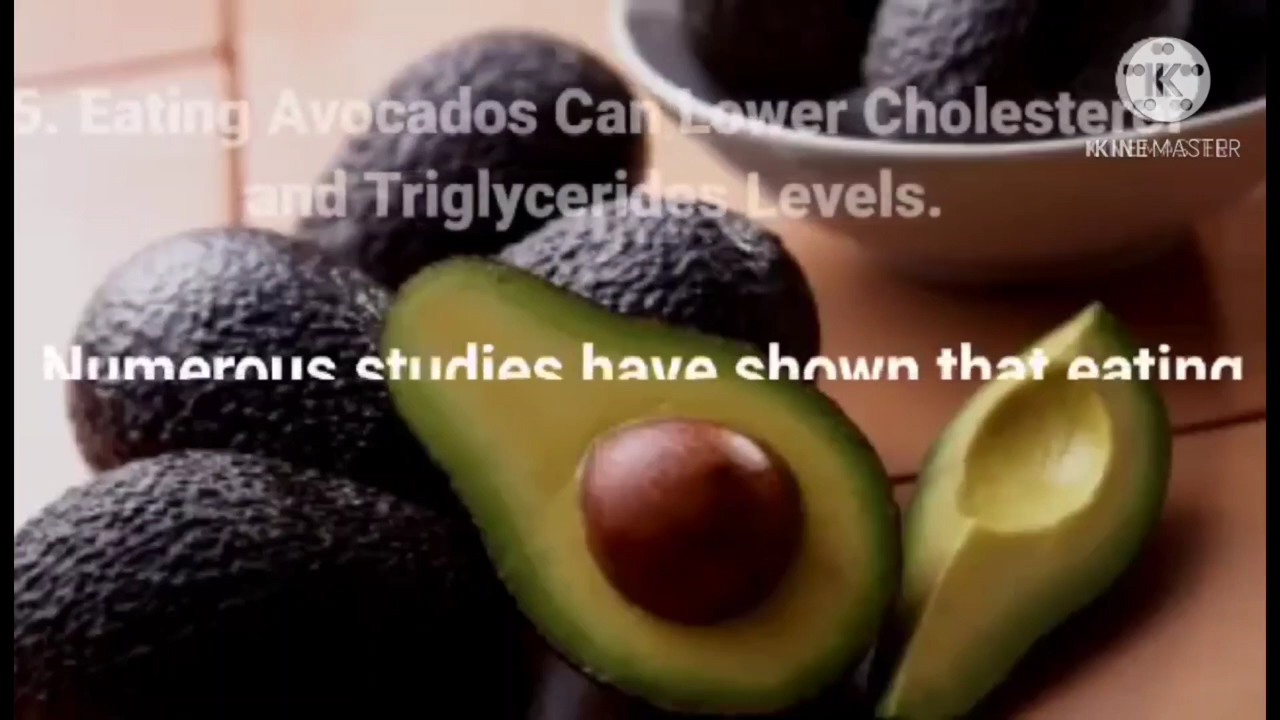 5. Eating Avocados Can Lower Cholesterol
and Triglycerides Levels.
Numerous studies have shown that eating
K
KINEMASTER